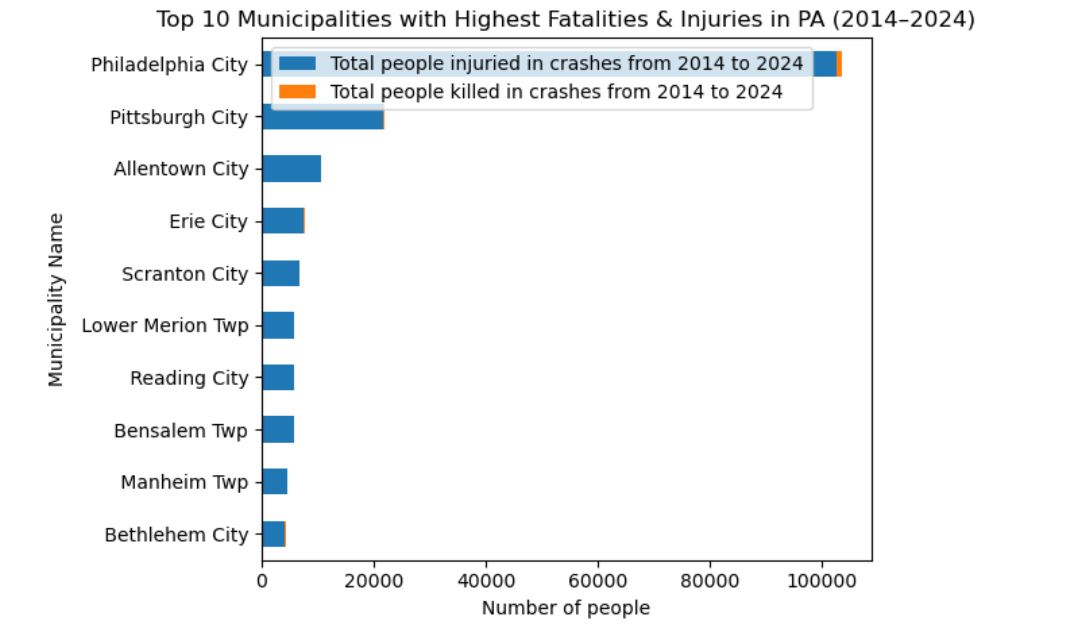 Top 10 Municipalities with Highest Fatalities & Injuries in PA (2014–2024)
Total people injuried in crashes from 2014 to 2024
Total people killed in crashes from 2014 to 2024
Municipality Name
Philadelphia City
Pittsburgh City
Allentown City
Erie City
Scranton City
Lower Merion Twp
Reading City
Bensalem Twp
Manheim Twp
Bethlehem City
0 20000 40000 60000 80000 100000
Number of people